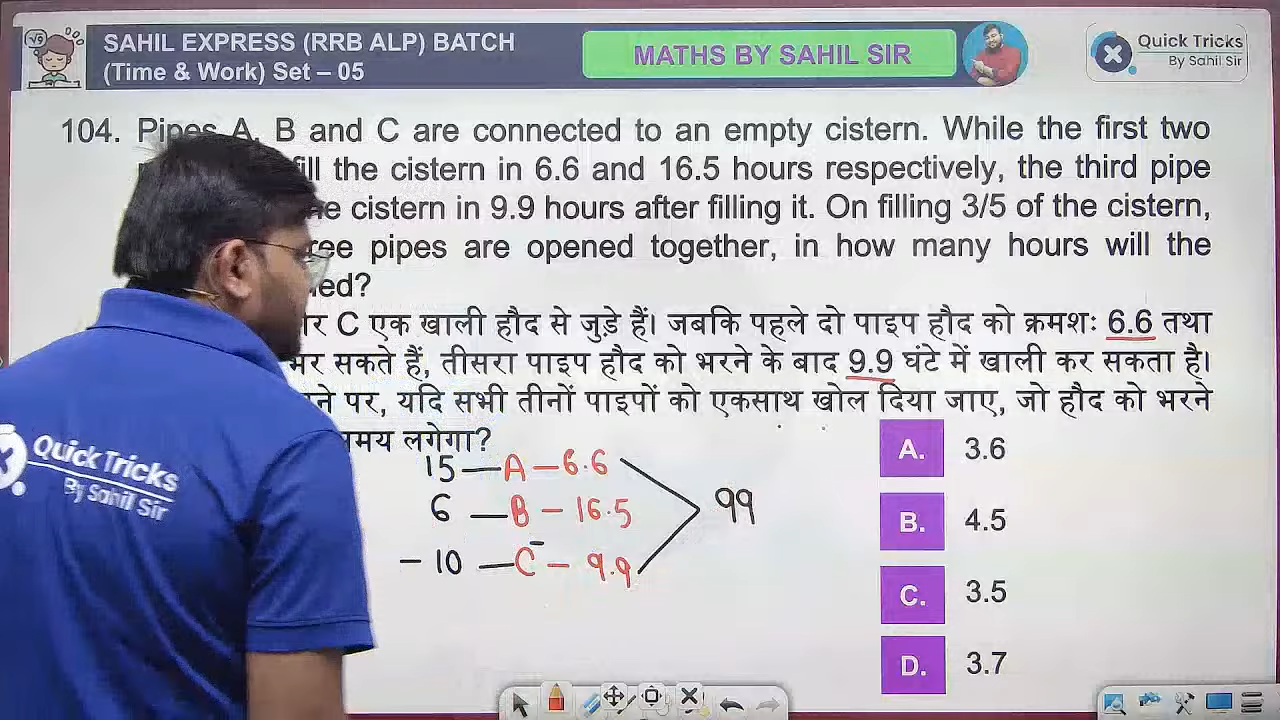 SAHIL EXPRESS (RRB ALP) BATCH
(Time & Work) Set – 05
MATHS BY SAHIL SIR
Quick Tricks
By Sahil Sir
104. Pipes A, B and C are connected to an empty cistern. While the first two
ill the cistern in 6.6 and 16.5 hours respectively, the third pipe
e cistern in 9.9 hours after filling it. On filling 3/5 of the cistern,
ree pipes are opened together, in how many hours will the
ed?
र C एक खाली हौद से जुड़े हैं। जबकि पहले दो पाइप हौद को क्रमशः 6.6 तथा
भर सकते हैं, तीसरा पाइप हौद को भरने के बाद 9.9 घंटे में खाली कर सकता है।
ने पर, यदि सभी तीनों पाइपों को एकसाथ खोल दिया जाए, जो हौद को भरने
मय लगेगा?
15 — A – 6.6
6 — B – 16.5
99
– 10 — C – 9.9
A. 3.6
B. 4.5
C. 3.5
D. 3.7
Quick Tricks
By Sahil Sir